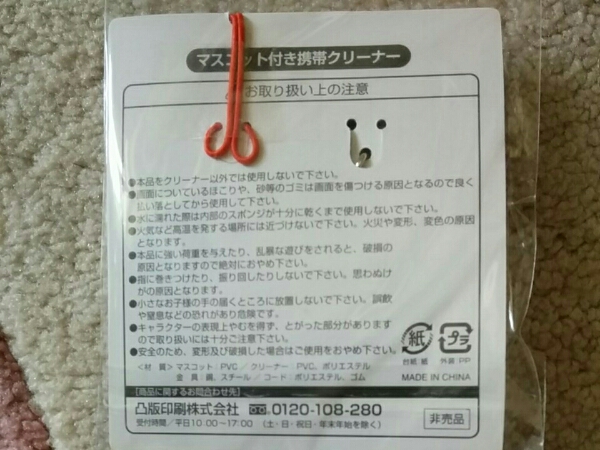 マスコット付き携帯クリーナー
お取り扱い上の注意
●本品をクリーナー以外では使用しないで下さい。
●画面についているほこりや、砂等のゴミは画面を傷つける原因となるので良く
払い落としてから使用して下さい。
●水に濡れた際は内部のスポンジが十分に乾くまで使用しないで下さい。
●火気など高温を発する場所には近づけないで下さい。火災や変形、変色の原因
となります。
●本品に強い荷重を与えたり、乱暴な遊びをされると、破損の
原因となりますので絶対におやめ下さい。
●指に巻きつけたり、振り回したりしないで下さい。思わぬけ
がの原因となります。
●小さなお子様の手の届くところに放置しないで下さい。誤飲
や窒息などの恐れがあり危険です。
●キャラクターの表現上やむを得ず、とがった部分があります
ので取り扱いには十分ご注意下さい。
●安全のため、変形及び破損した場合はご使用をおやめ下さい。
紙 プラ
台紙 紙 外装 PP
〈材 質〉マスコット：PVC／クリーナー：PVC、ポリエステル
金 具：鋼、スチール／コード：ポリエステル、ゴム
MADE IN CHINA
[商品に関するお問合わせ先]
凸版印刷株式会社 0120-108-280
受付時間／平日10:00～17:00（土・日・祝日・年末年始を除く）
非売品